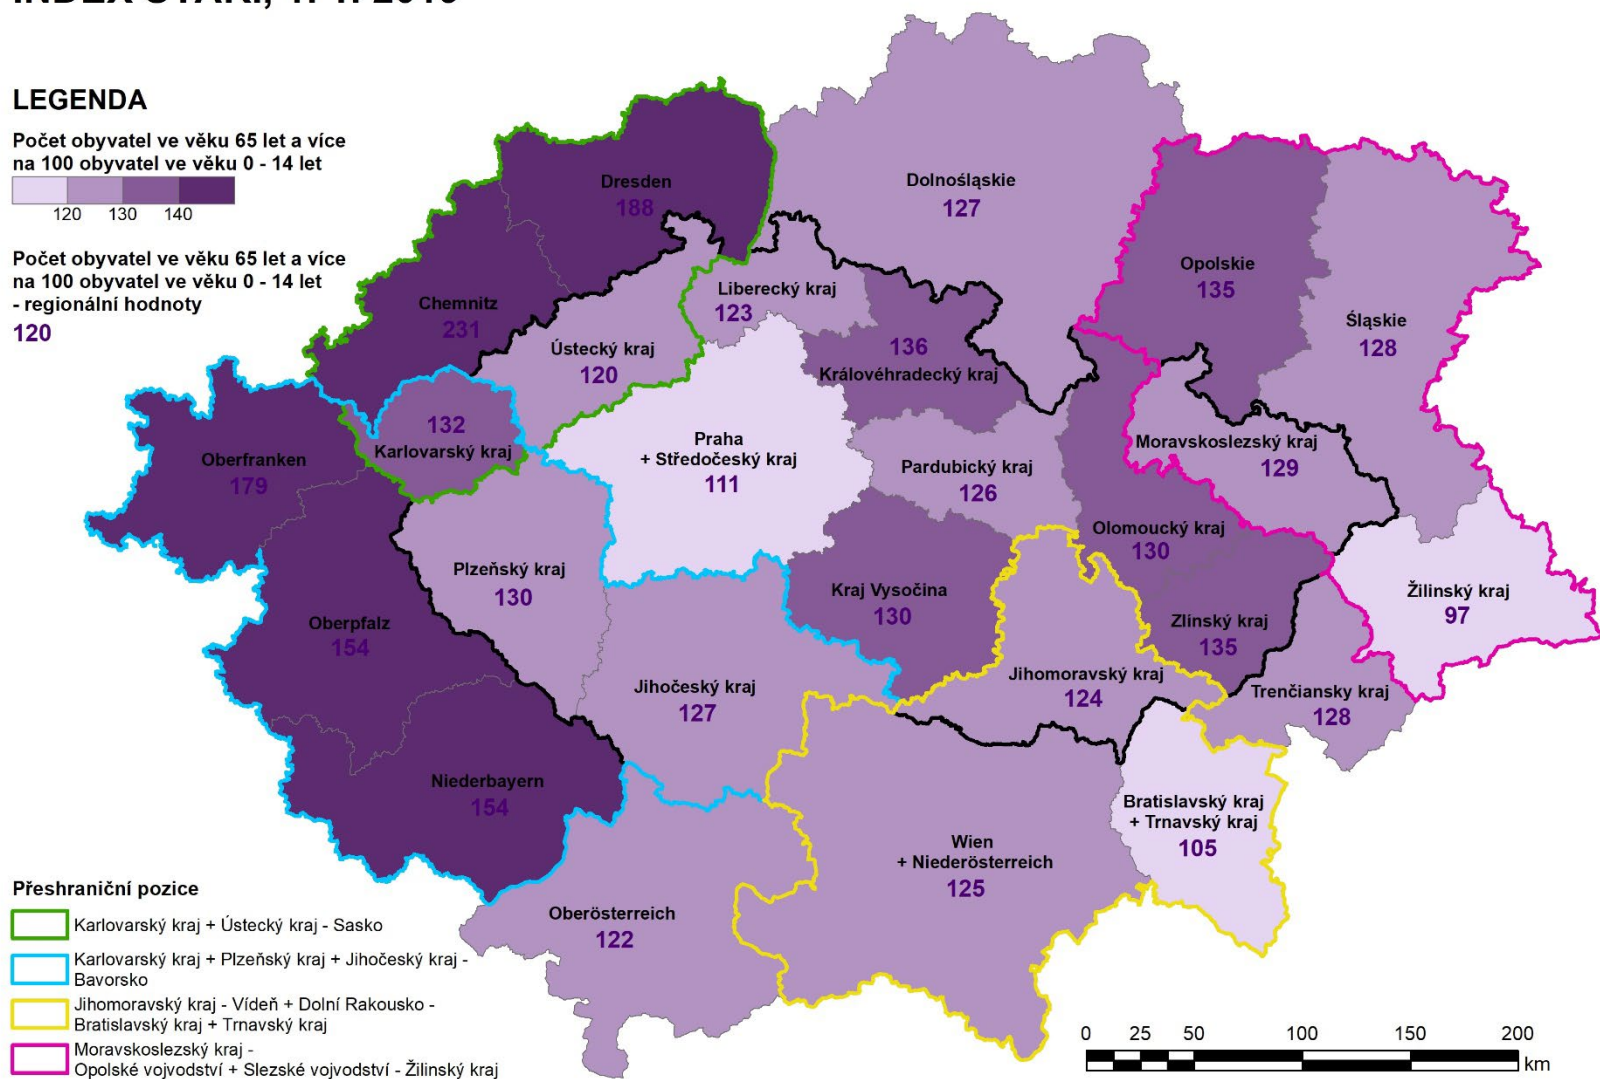 INDEX STÁŘÍ, 1. 1.
LEGENDA
Počet obyvatel ve věku 65 let a více
na 100 obyvatel ve věku 0 - 14 let
120 130 140
Počet obyvatel ve věku 65 let a více
na 100 obyvatel ve věku 0 - 14 let
- regionální hodnoty
120
Dresden
188
Dolnośląskie
127
Opolskie
135
Śląskie
128
Chemnitz
231
Liberecký kraj
123
Ústecký kraj
120
136
Královéhradecký kraj
132
Karlovarský kraj
Oberfranken
179
Praha
+ Středočeský kraj
111
Pardubický kraj
126
Moravskoslezský kraj
129
Olomoucký kraj
130
Plzeňský kraj
130
Kraj Vysočina
130
Žilinský kraj
97
Oberpfalz
154
Zlínský kraj
135
Jihočeský kraj
127
Jihomoravský kraj
124
Trenčiansky kraj
128
Niederbayern
154
Bratislavský kraj
+ Trnavský kraj
105
Wien
+ Niederösterreich
125
Oberösterreich
122
Přeshraniční pozice
Karlovarský kraj + Ústecký kraj - Sasko
Karlovarský kraj + Plzeňský kraj + Jihočeský kraj -
Bavorsko
Jihomoravský kraj - Vídeň + Dolní Rakousko -
Bratislavský kraj + Trnavský kraj
Moravskoslezský kraj -
Opolské vojvodství + Slezské vojvodství - Žilinský kraj
0 25 50 100 150 200
km